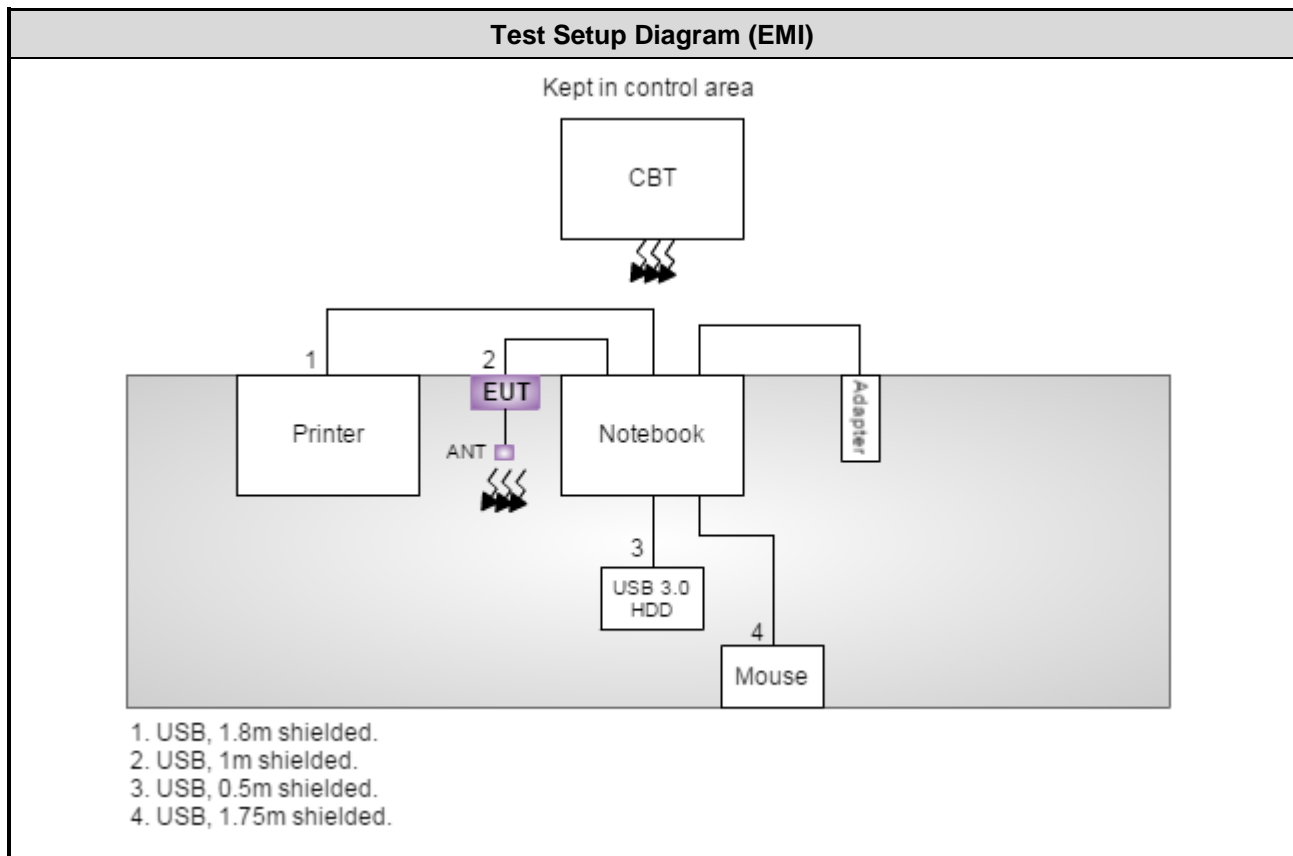 Test Setup Diagram (EMI)
Kept in control area
CBT
1
2
EUT
Printer
ANT
Notebook
Adapter
3
USB 3.0
HDD
4
Mouse
1. USB, 1.8m shielded.
2. USB, 1m shielded.
3. USB, 0.5m shielded.
4. USB, 1.75m shielded.